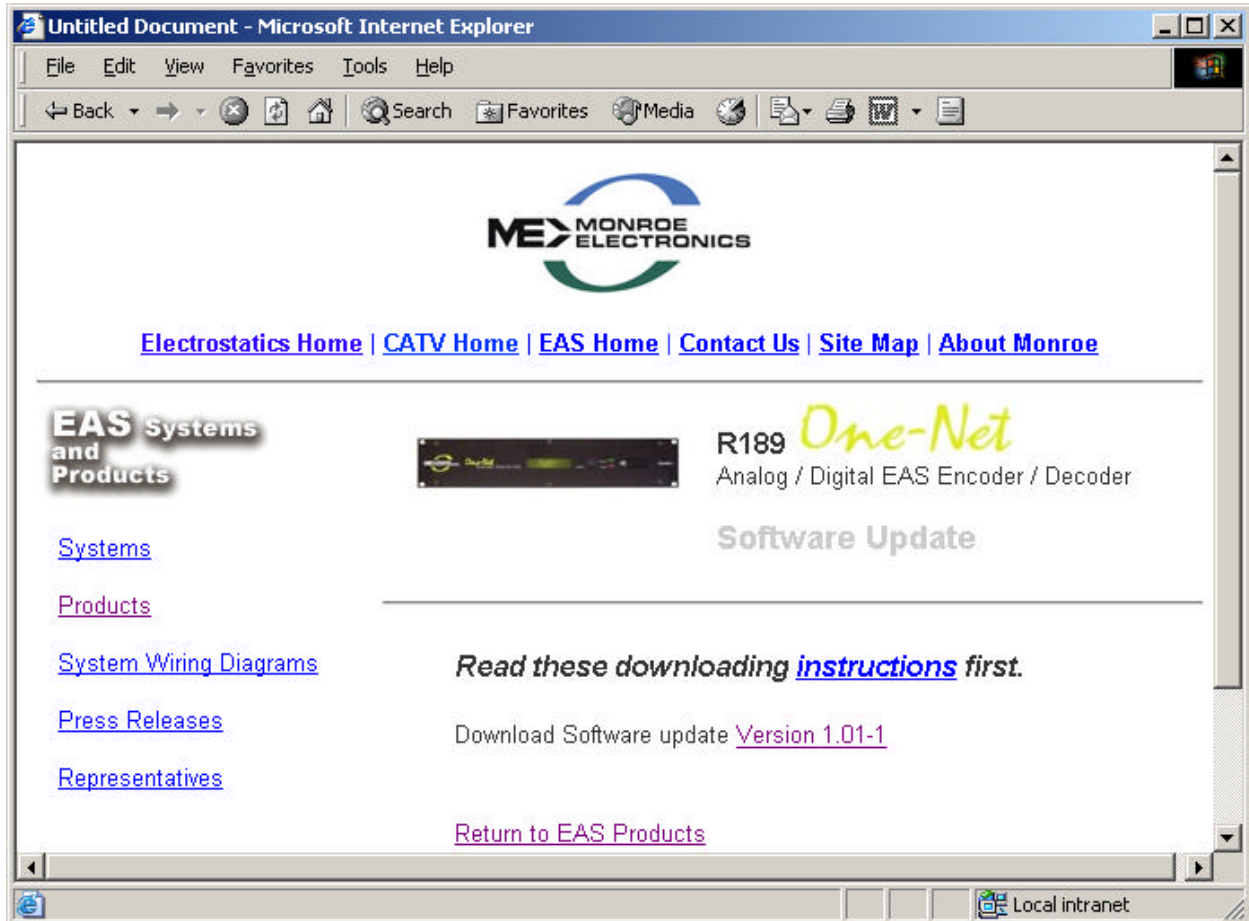 Untitled Document - Microsoft Internet Explorer
File Edit View Favorites Tools Help
Back Search Favorites Media
ME MONROE
ELECTRONICS
Electrostatics Home | CATV Home | EAS Home | Contact Us | Site Map | About Monroe
EAS Systems
and
Products
R189 One-Net
Analog / Digital EAS Encoder / Decoder
Software Update
Systems
Products
System Wiring Diagrams
Press Releases
Representatives
Read these downloading instructions first.
Download Software update Version 1.01-1
Return to EAS Products
Local intranet